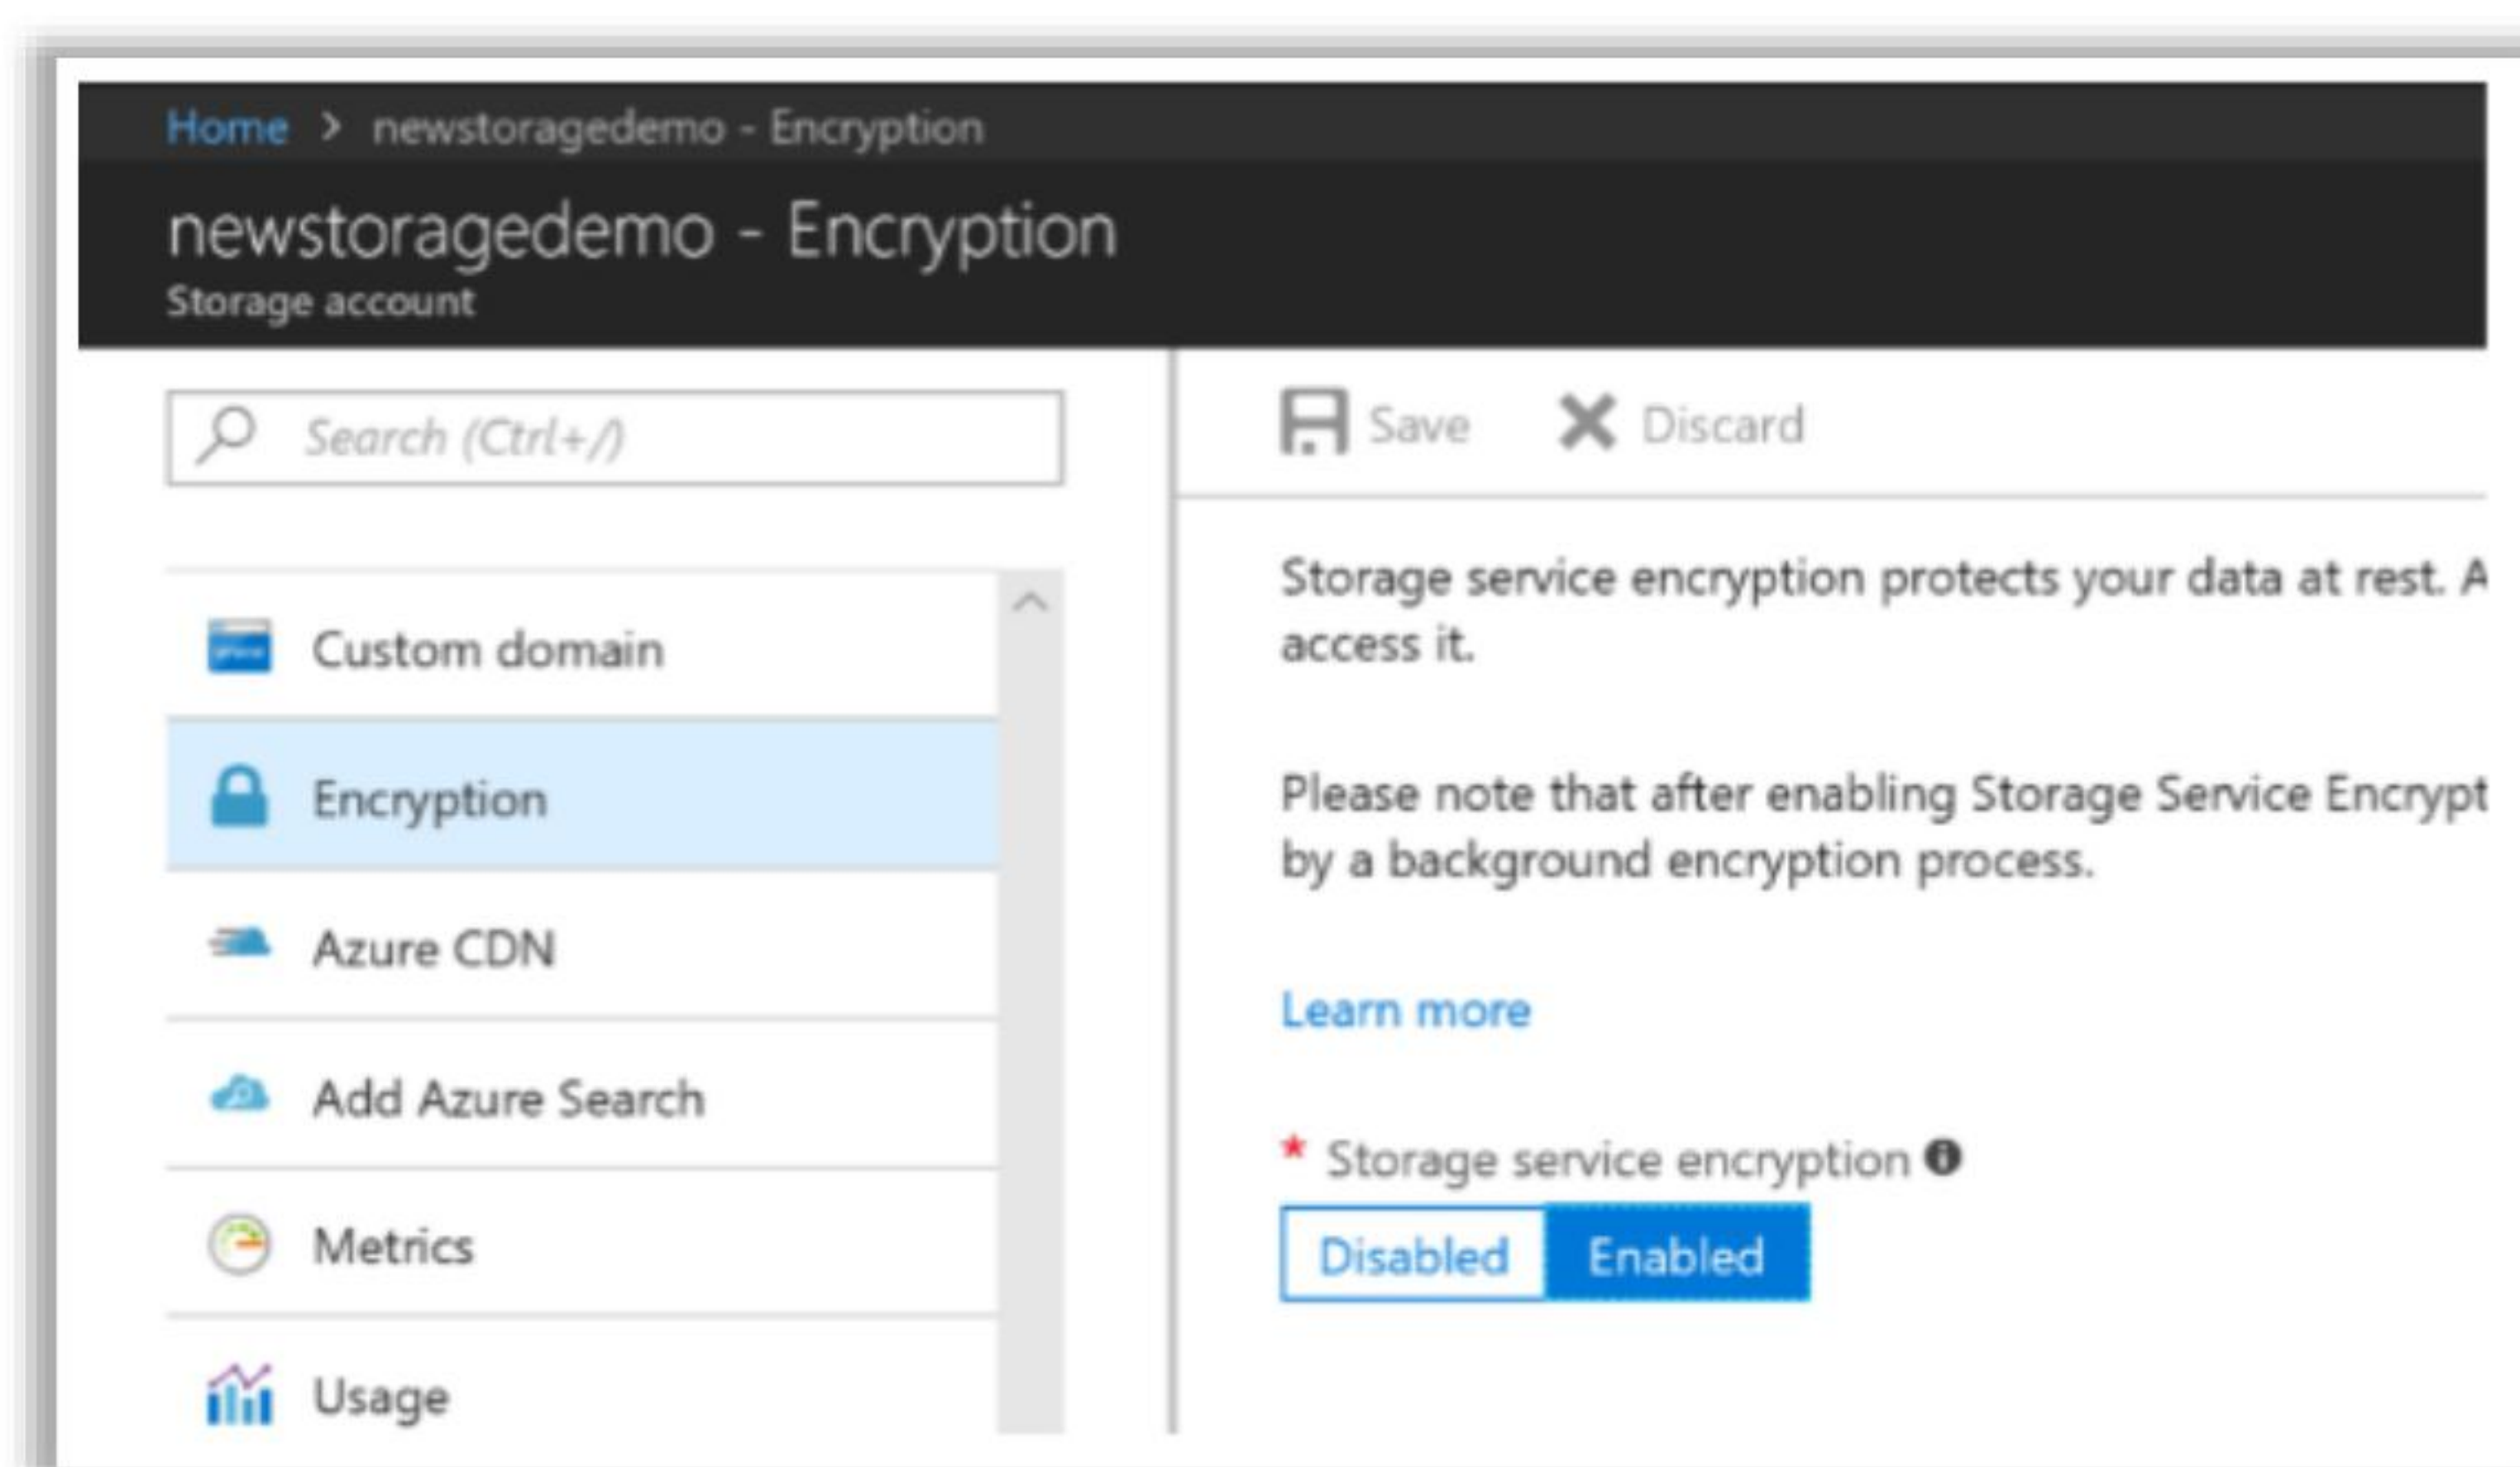 Home > newstoragedemo - Encryption
newstoragedemo - Encryption
Storage account
Search (Ctrl+/)
Custom domain
Encryption
Azure CDN
Add Azure Search
Metrics
Usage
Save Discard
Storage service encryption protects your data at rest. A
access it.
Please note that after enabling Storage Service Encrypt
by a background encryption process.
Learn more
* Storage service encryption
Disabled Enabled